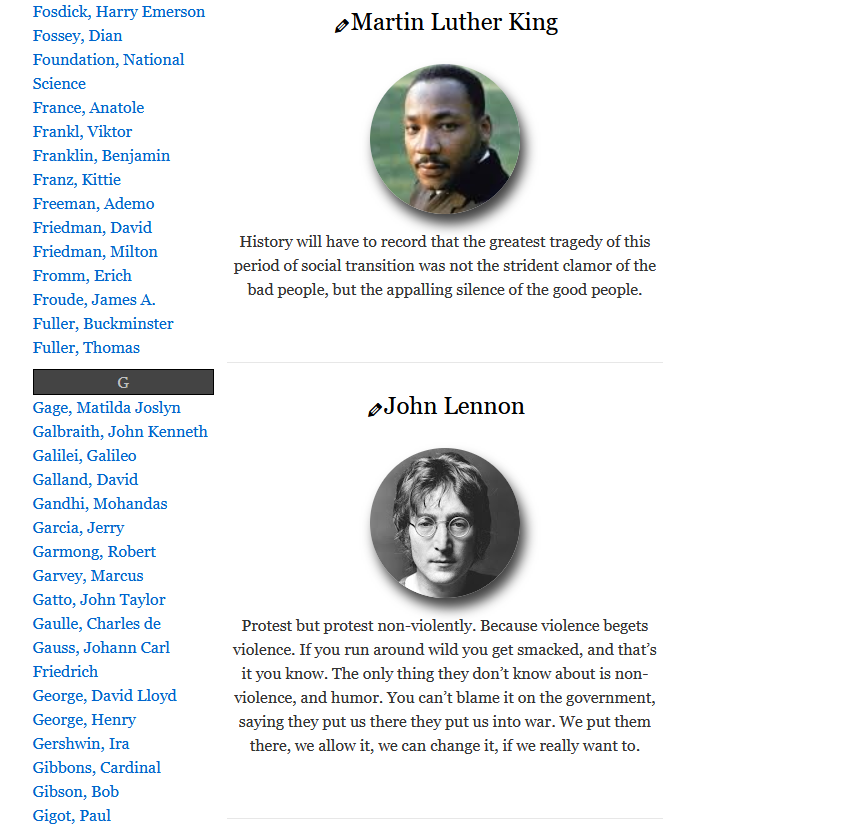 Fosdick, Harry Emerson
Fossey, Dian
Foundation, National
Science
France, Anatole
Frankl, Viktor
Franklin, Benjamin
Franz, Kittie
Freeman, Ademo
Friedman, David
Friedman, Milton
Fromm, Erich
Froude, James A.
Fuller, Buckminster
Fuller, Thomas
G
Gage, Matilda Joslyn
Galbraith, John Kenneth
Galilei, Galileo
Galland, David
Gandhi, Mohandas
Garcia, Jerry
Garmong, Robert
Garvey, Marcus
Gatto, John Taylor
Gaulle, Charles de
Gauss, Johann Carl
Friedrich
George, David Lloyd
George, Henry
Gershwin, Ira
Gibbons, Cardinal
Gibson, Bob
Gigot, Paul
Martin Luther King
History will have to record that the greatest tragedy of this
period of social transition was not the strident clamor of the
bad people, but the appalling silence of the good people.
John Lennon
Protest but protest non-violently. Because violence begets
violence. If you run around wild you get smacked, and that’s
it you know. The only thing they don’t know about is non-
violence, and humor. You can’t blame it on the government,
saying they put us there they put us into war. We put them
there, we allow it, we can change it, if we really want to.